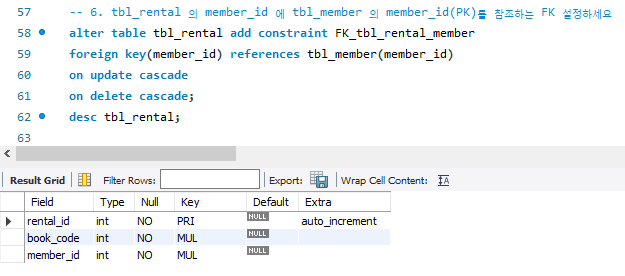 57 -- 6. tbl_rental 의 member_id 에 tbl_member 의 member_id(PK)를 참조하는 FK 설정하세요
58 alter table tbl_rental add constraint FK_tbl_rental_member
59 foreign key(member_id) references tbl_member(member_id)
60 on update cascade
61 on delete cascade;
62 desc tbl_rental;
63
Result Grid Filter Rows: Export: Wrap Cell Content: IA
Field Type Null Key Default Extra
rental_id int NO PRI NULL auto_increment
book_code int NO MUL NULL
member_id int NO MUL NULL